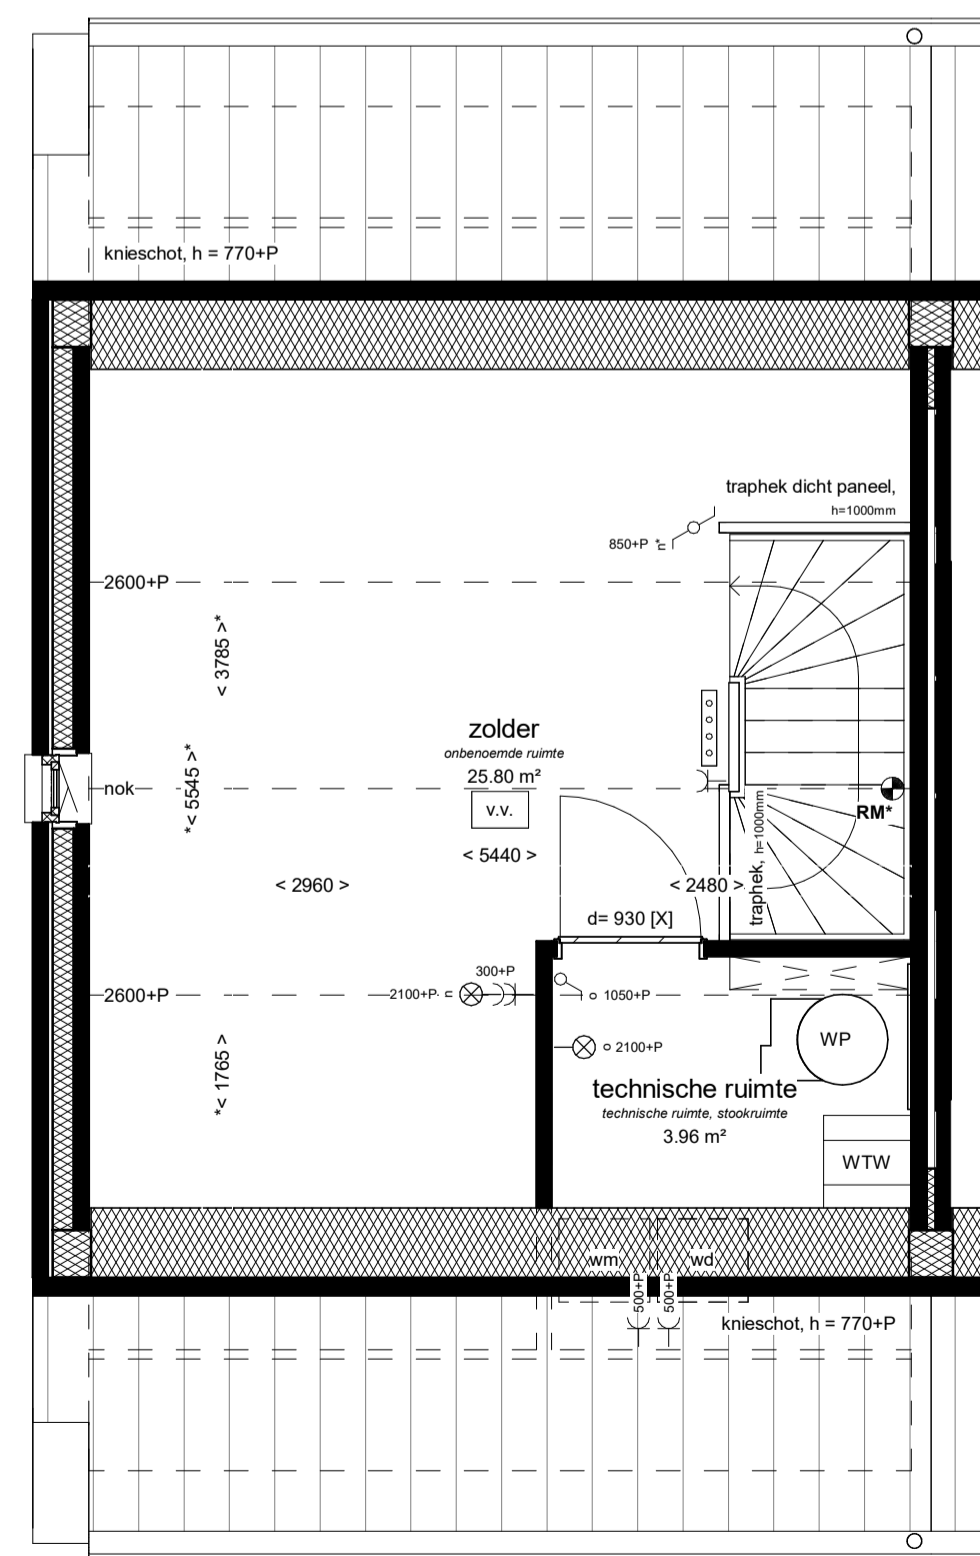 knieschot, h = 770+P
traphek dicht paneel,
h=1000mm
850+P n*
2600+P
< 3785 >*
zolder
onbenoemde ruimte
25.80 m²
v.v.
nok
*< 5545 >*
RM*
traphek, h=1000mm
< 5440 >
< 2960 >
< 2480 >
d= 930 [X]
300+P
2600+P
2100+P n
1050+P
2100+P
WP
*< 1765 >
technische ruimte
technische ruimte, stookruimte
3.96 m²
WTW
wm
wd
500+P
500+P
knieschot, h = 770+P